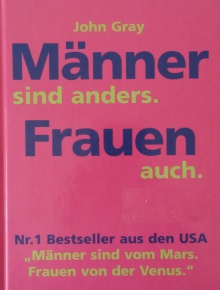 John Gray
Männer
sind anders.
Frauen
auch.
Nr.1 Bestseller aus den USA
„Männer sind vom Mars.
Frauen von der Venus.“